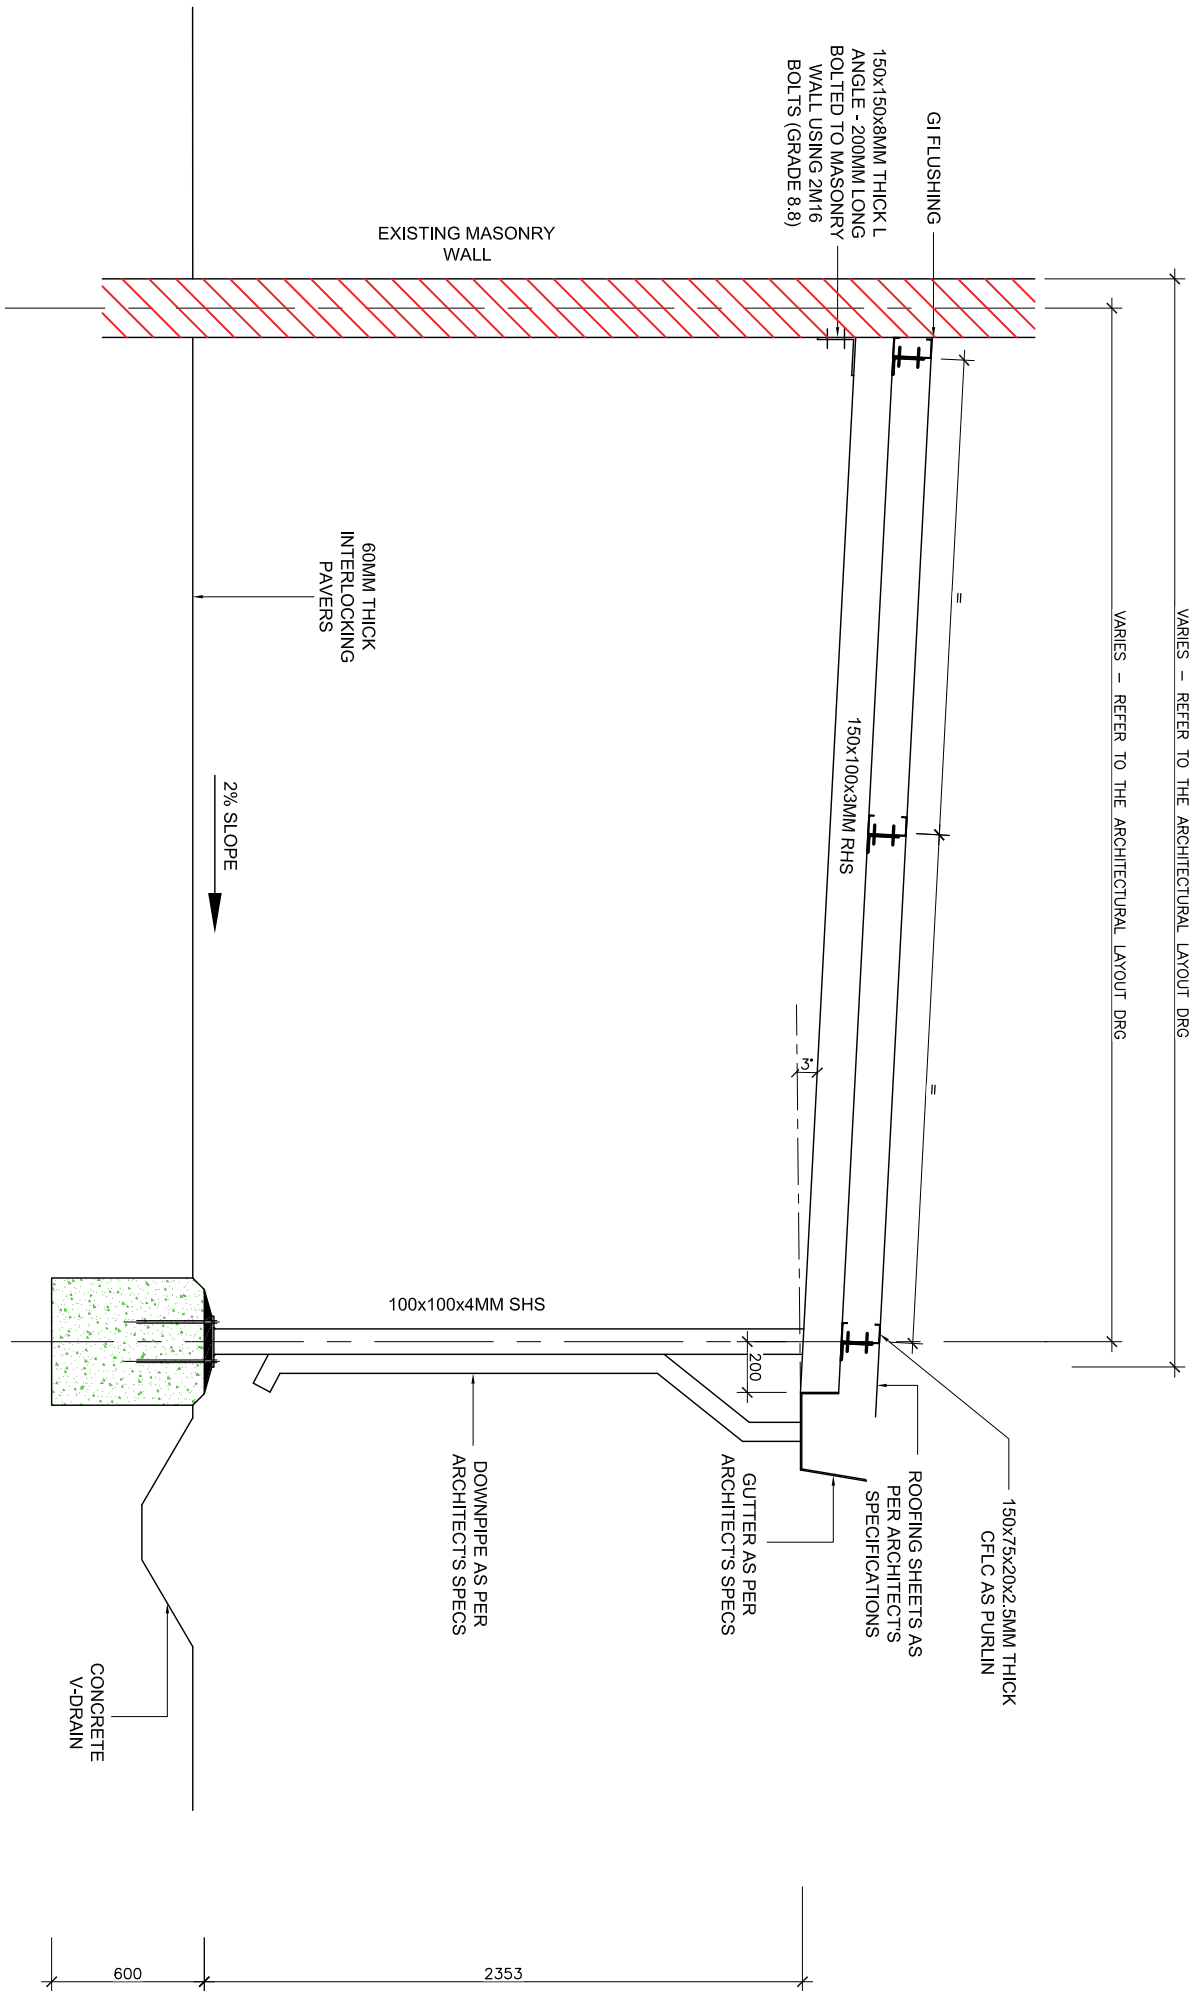 VARIES - REFER TO THE ARCHITECTURAL LAYOUT DRG
VARIES - REFER TO THE ARCHITECTURAL LAYOUT DRG
GI FLUSHING
150x150x8MM THICK L
ANGLE - 200MM LONG
BOLTED TO MASONRY
WALL USING 2M16
BOLTS (GRADE 8.8)
EXISTING MASONRY
WALL
=
=
150x100x3MM RHS
3°
150x75x20x2.5MM THICK
CFLC AS PURLIN
ROOFING SHEETS AS
PER ARCHITECT'S
SPECIFICATIONS
200
GUTTER AS PER
ARCHITECT'S SPECS
100x100x4MM SHS
DOWNPIPE AS PER
ARCHITECT'S SPECS
60MM THICK
INTERLOCKING
PAVERS
2% SLOPE
CONCRETE
V-DRAIN
600
2353